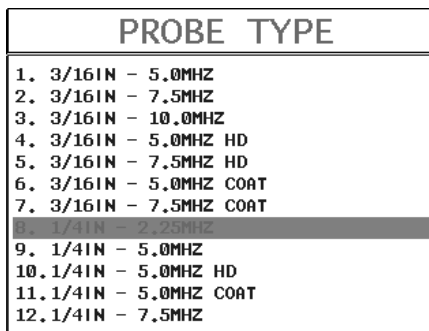 PROBE TYPE
1. 3/16IN - 5.0MHZ
2. 3/16IN - 7.5MHZ
3. 3/16IN - 10.0MHZ
4. 3/16IN - 5.0MHZ HD
5. 3/16IN - 7.5MHZ HD
6. 3/16IN - 5.0MHZ COAT
7. 3/16IN - 7.5MHZ COAT
8. 1/4IN - 2.25MHZ
9. 1/4IN - 5.0MHZ
10.1/4IN - 5.0MHZ HD
11.1/4IN - 5.0MHZ COAT
12.1/4IN - 7.5MHZ